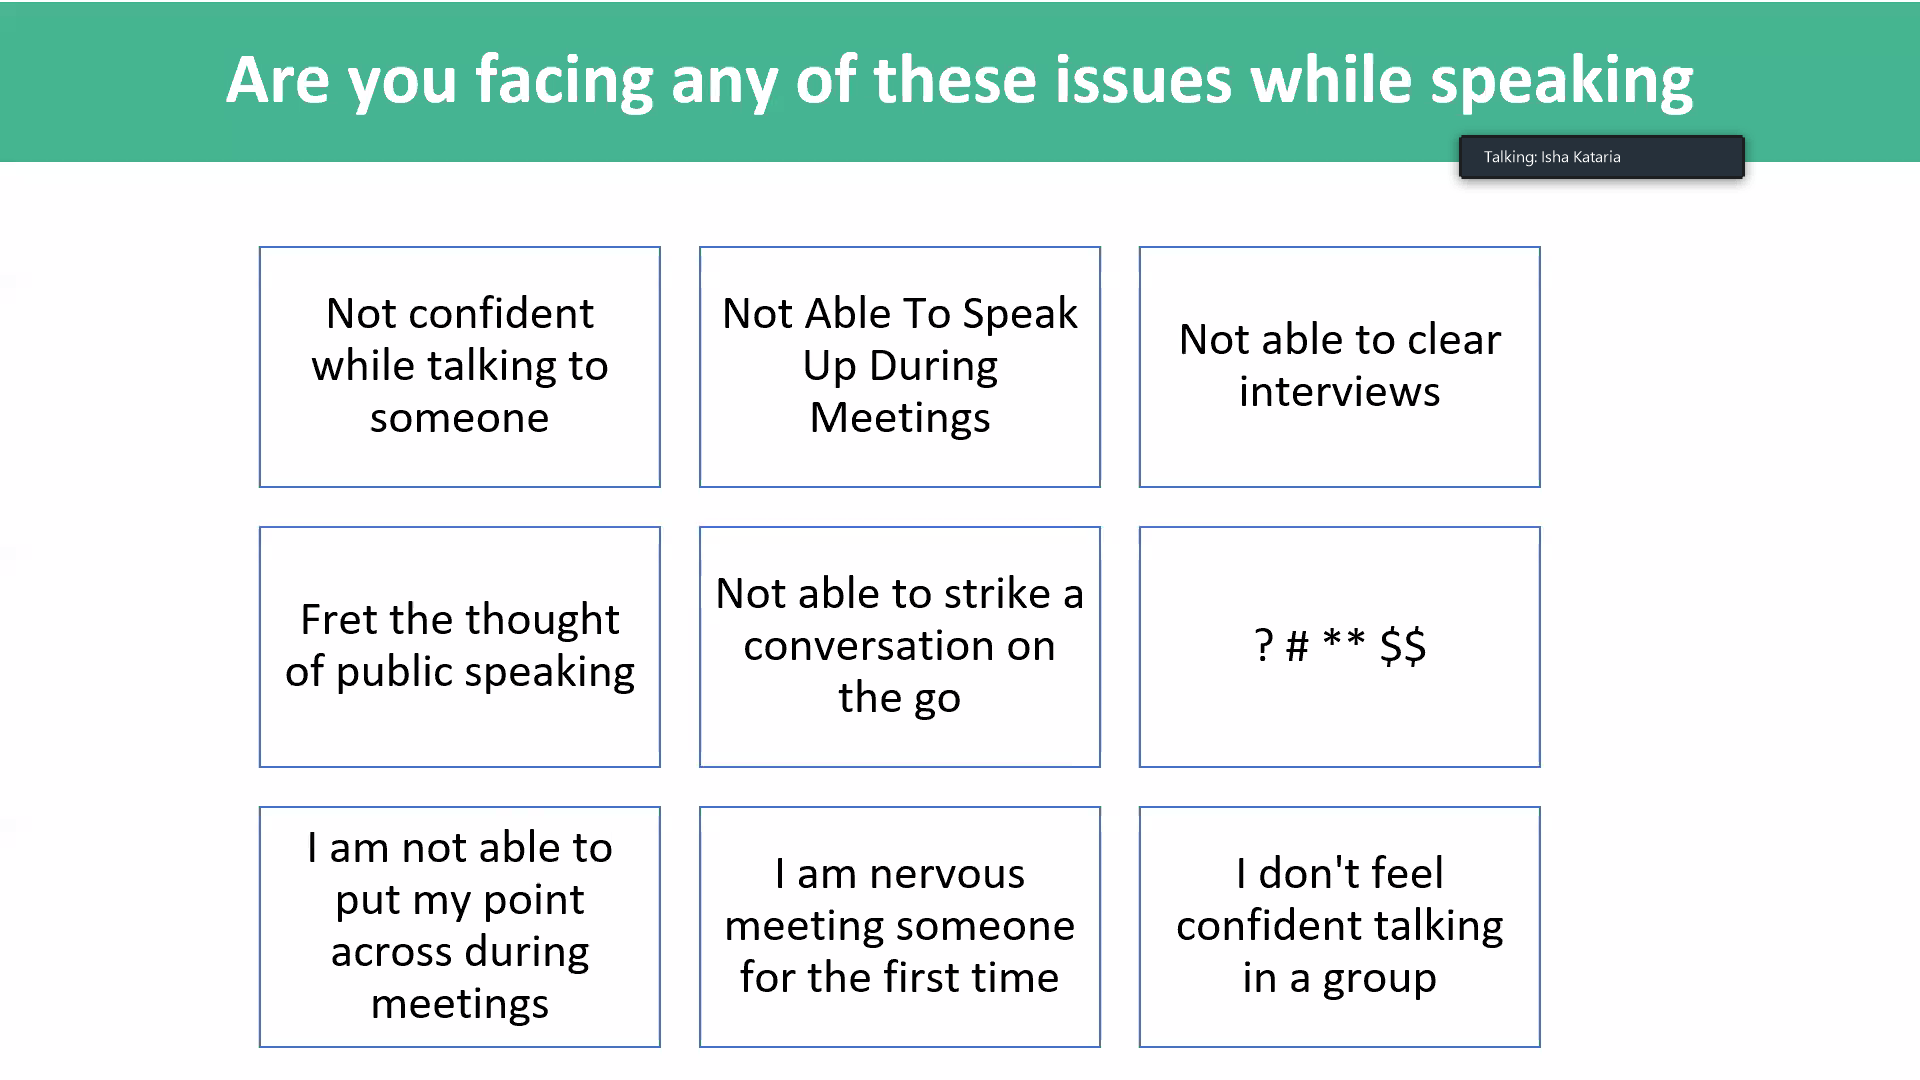 Are you facing any of these issues while speaking
Talking: Isha Kataria
Not confident
while talking to
someone
Not Able To Speak
Up During
Meetings
Not able to clear
interviews
Fret the thought
of public speaking
Not able to strike a
conversation on
the go
? # ** $$
I am not able to
put my point
across during
meetings
I am nervous
meeting someone
for the first time
I don't feel
confident talking
in a group